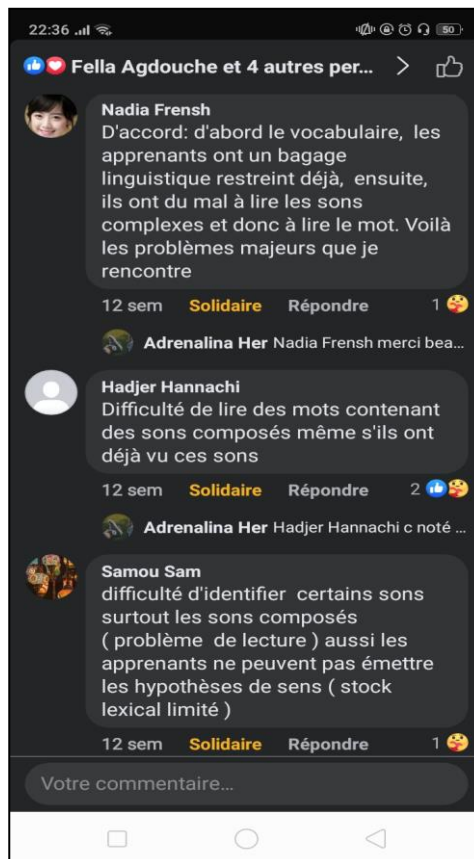 22:36
50
Fella Agdouche et 4 autres per... >
Nadia Frensh
D'accord: d'abord le vocabulaire, les
apprenants ont un bagage
linguistique restreint déjà, ensuite,
ils ont du mal à lire les sons
complexes et donc à lire le mot. Voilà
les problèmes majeurs que je
rencontre
12 sem Solidaire Répondre 1
Adrenalina Her Nadia Frensh merci bea...
Hadjer Hannachi
Difficulté de lire des mots contenant
des sons composés même s'ils ont
déjà vu ces sons
12 sem Solidaire Répondre 2
Adrenalina Her Hadjer Hannachi c noté ...
Samou Sam
difficulté d'identifier certains sons
surtout les sons composés
( problème de lecture ) aussi les
apprenants ne peuvent pas émettre
les hypothèses de sens ( stock
lexical limité )
12 sem Solidaire Répondre 1
Votre commentaire...